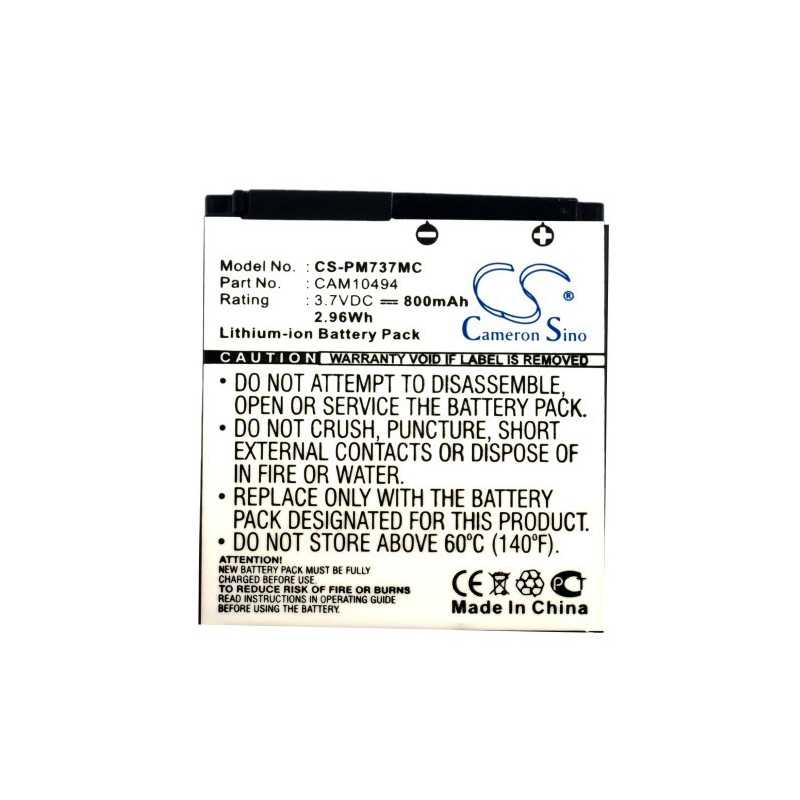 Model No. : CS-PM737MC
Part No. : CAM10494
Rating : 3.7VDC ⎓ 800mAh
2.96Wh
Lithium-ion Battery Pack
CS ®
Cameron Sino
CAUTION WARRANTY VOID IF LABEL IS REMOVED
• DO NOT ATTEMPT TO DISASSEMBLE,
OPEN OR SERVICE THE BATTERY PACK.
• DO NOT CRUSH, PUNCTURE, SHORT
EXTERNAL CONTACTS OR DISPOSE OF
IN FIRE OR WATER.
• REPLACE ONLY WITH THE BATTERY
PACK DESIGNATED FOR THIS PRODUCT.
• DO NOT STORE ABOVE 60ºC (140ºF).
ATTENTION!
NEW BATTERY PACK MUST BE FULLY
CHARGED BEFORE USE
TO REDUCE RISK OF FIRE OR BURNS
READ INSTRUCTIONS IN OPERATING GUIDE
BEFORE USING THE BATTERY.
CE
Made In China